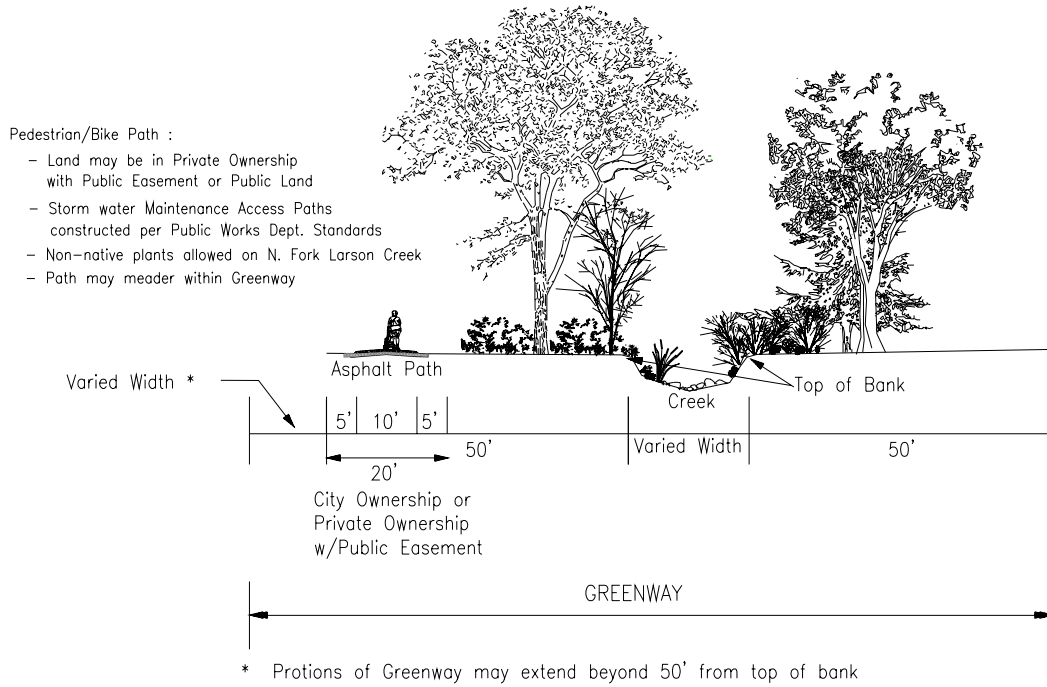 Pedestrian/Bike Path :
- Land may be in Private Ownership
with Public Easement or Public Land
- Storm water Maintenance Access Paths
constructed per Public Works Dept. Standards
- Non-native plants allowed on N. Fork Larson Creek
- Path may meader within Greenway
Asphalt Path
Top of Bank
Varied Width *
Creek
5' 10' 5'
50'
Varied Width
50'
20'
City Ownership or
Private Ownership
w/Public Easement
GREENWAY
* Protions of Greenway may extend beyond 50' from top of bank